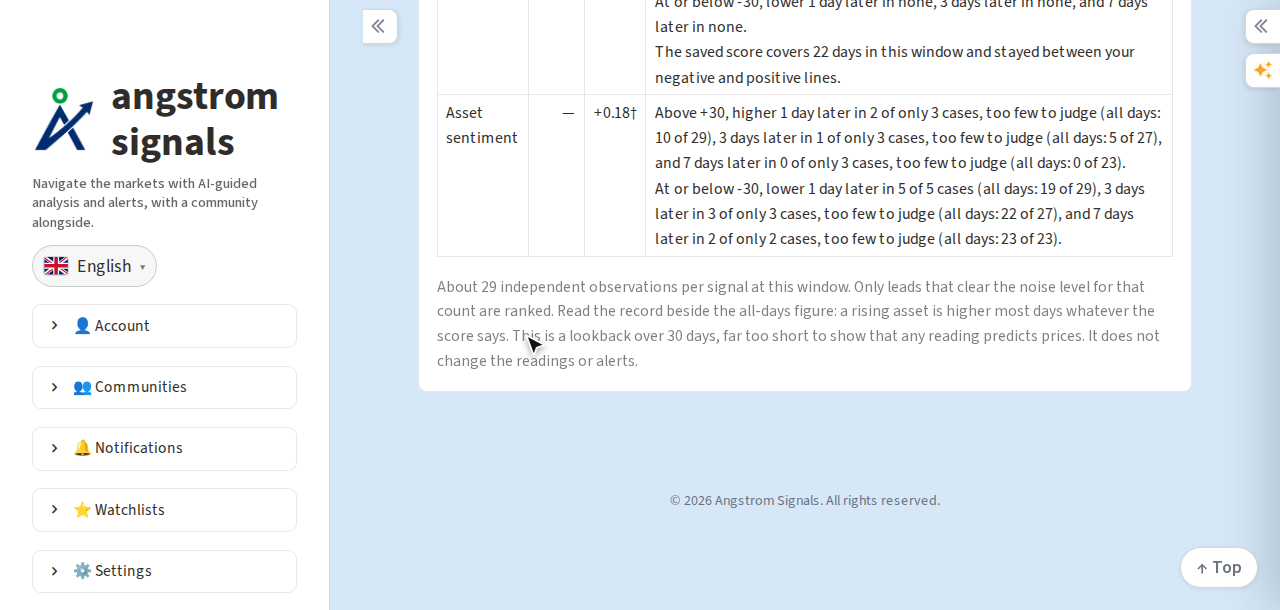 angstrom
signals
Navigate the markets with AI-guided
analysis and alerts, with a community
alongside.
English
Account
Communities
Notifications
Watchlists
Settings
At or below -30, lower 1 day later in none, 3 days later in none, and 7 days
later in none.
The saved score covers 22 days in this window and stayed between your
negative and positive lines.
Asset
sentiment
—
+0.18†
Above +30, higher 1 day later in 2 of only 3 cases, too few to judge (all days:
10 of 29), 3 days later in 1 of only 3 cases, too few to judge (all days: 5 of 27),
and 7 days later in 0 of only 3 cases, too few to judge (all days: 0 of 23).
At or below -30, lower 1 day later in 5 of 5 cases (all days: 19 of 29), 3 days
later in 3 of only 3 cases, too few to judge (all days: 22 of 27), and 7 days
later in 2 of only 2 cases, too few to judge (all days: 23 of 23).
About 29 independent observations per signal at this window. Only leads that clear the noise level for that
count are ranked. Read the record beside the all-days figure: a rising asset is higher most days whatever the
score says. This is a lookback over 30 days, far too short to show that any reading predicts prices. It does not
change the readings or alerts.
© 2026 Angstrom Signals. All rights reserved.
↑ Top